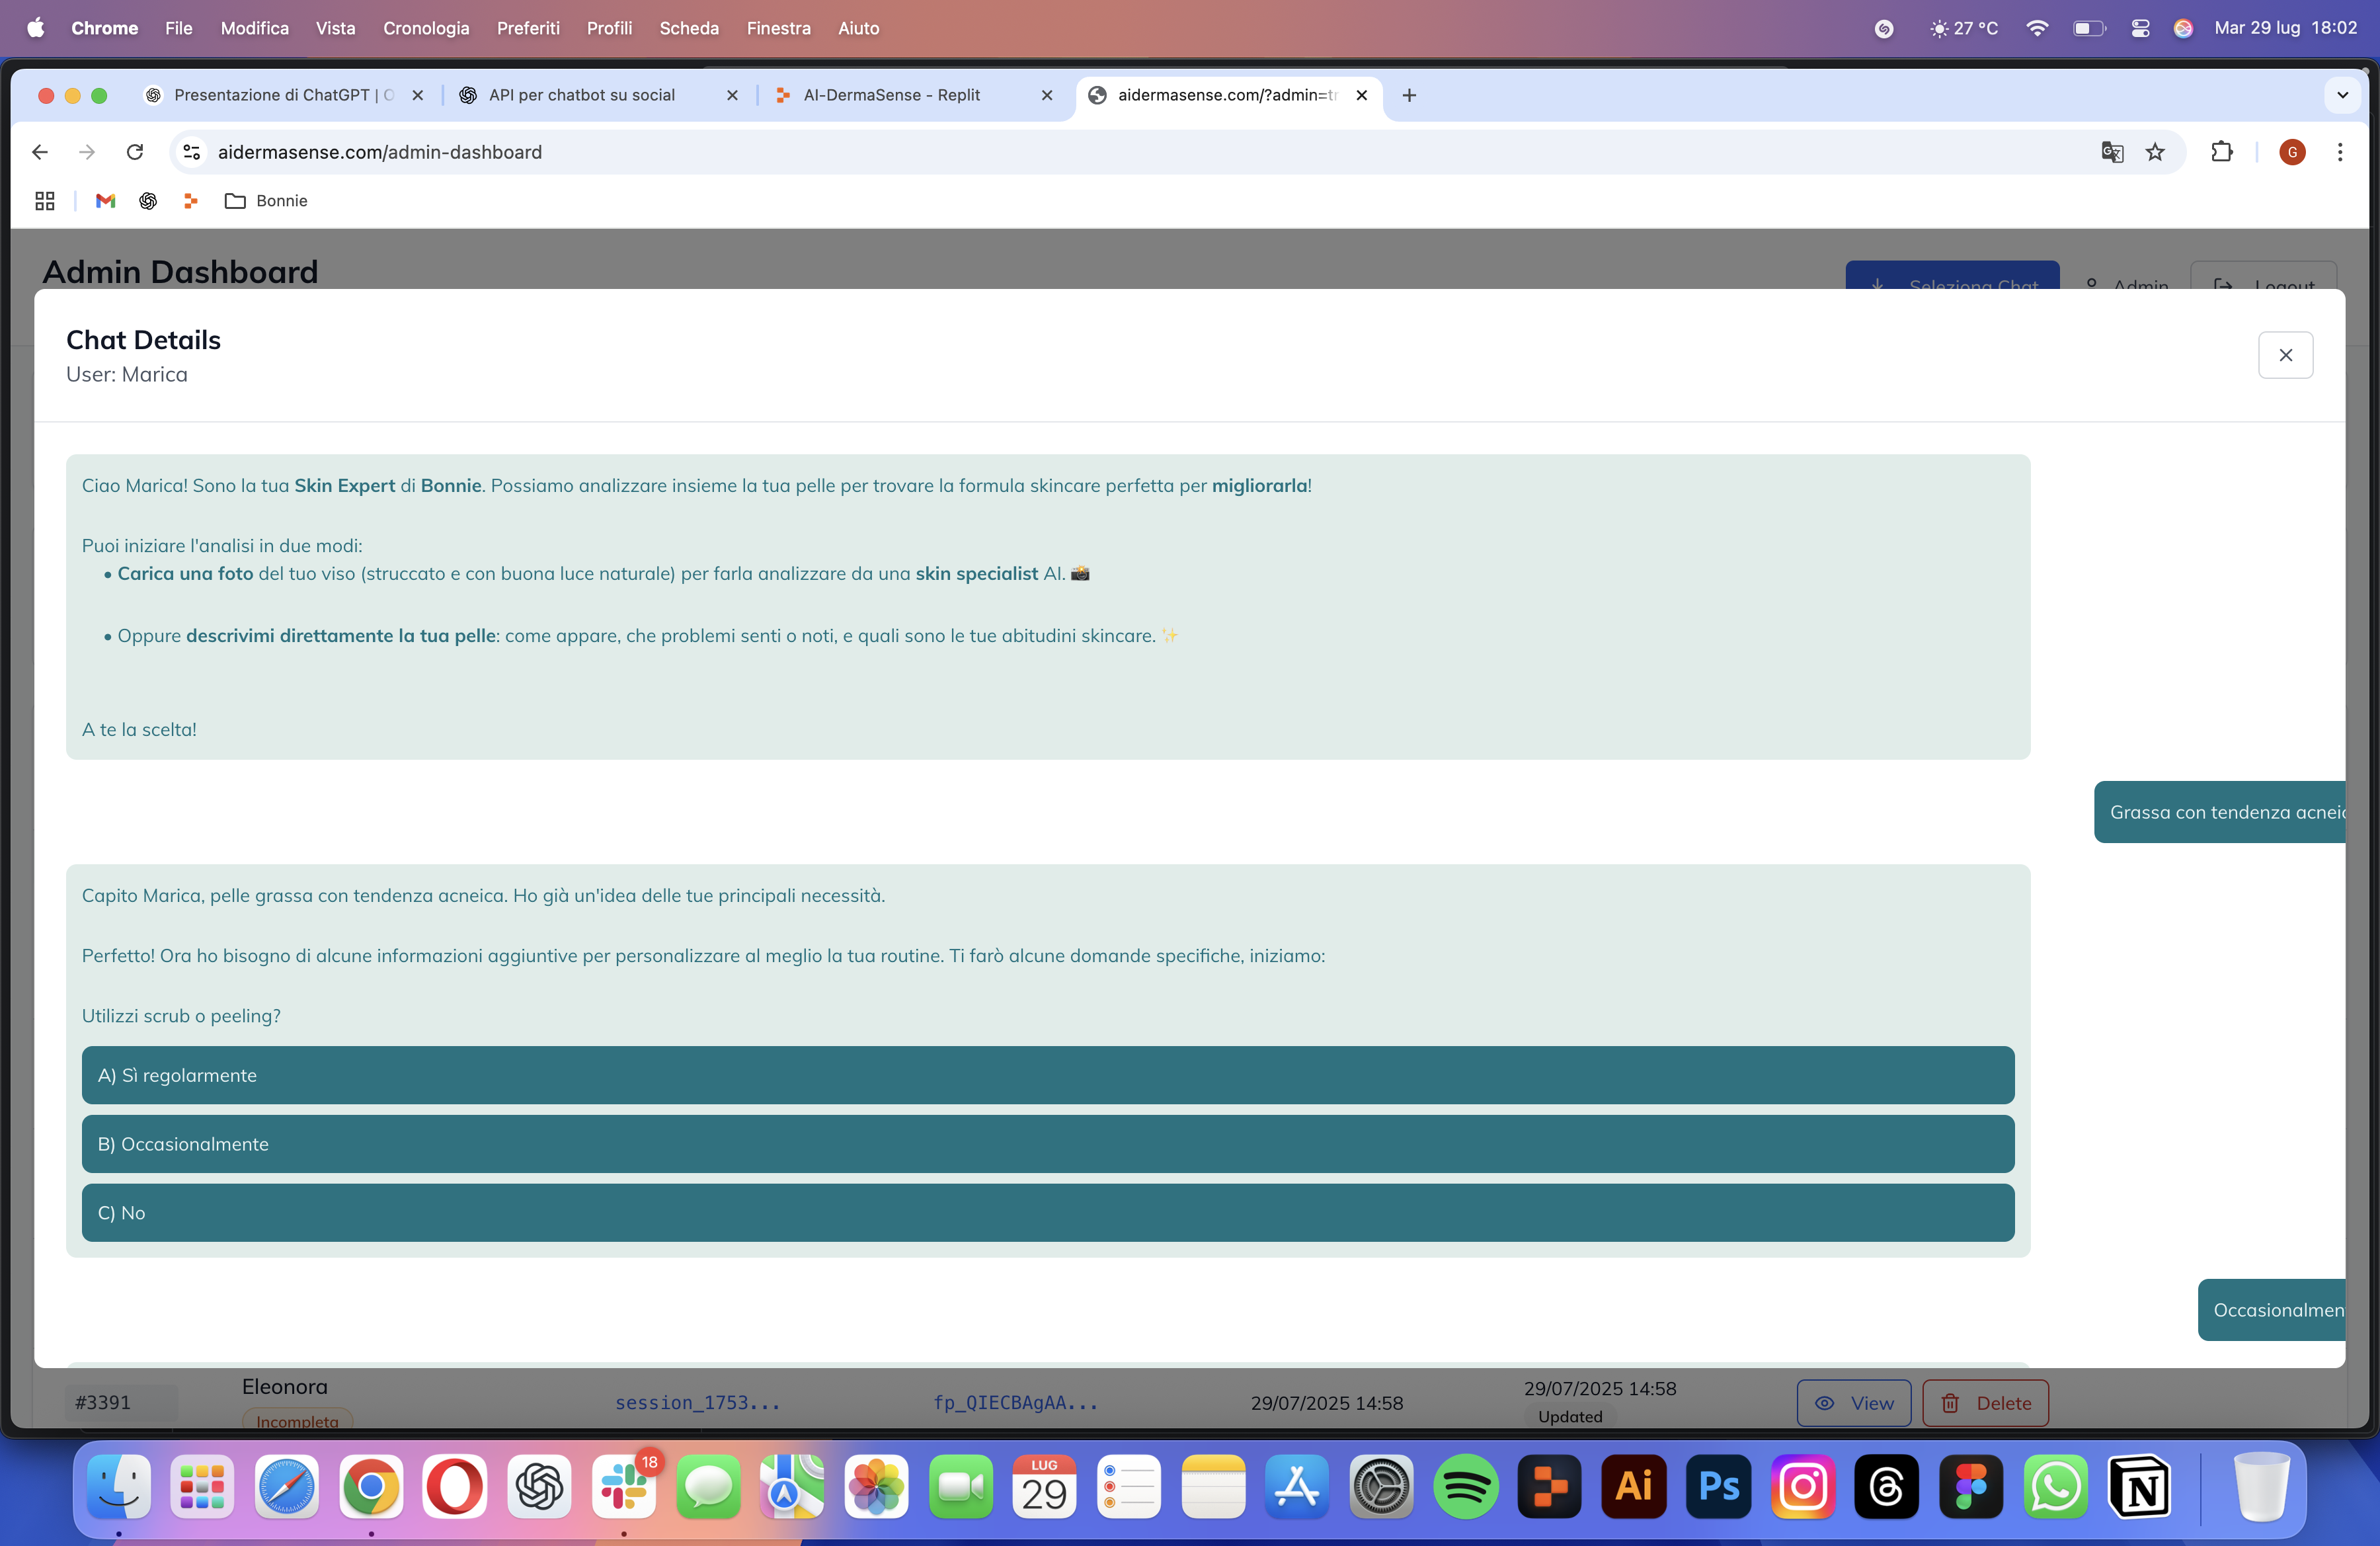 Chrome File Modifica Vista Cronologia Preferiti Profili Scheda Finestra Aiuto 27 °C Mar 29 lug 18:02
Presentazione di ChatGPT | API per chatbot su social AI-DermaSense - Replit aidermasense.com/?admin=tr
aidermasense.com/admin-dashboard G
Bonnie
Admin Dashboard
Seleziona Chat Admin Logout
Chat Details
User: Marica
Ciao Marica! Sono la tua Skin Expert di Bonnie. Possiamo analizzare insieme la tua pelle per trovare la formula skincare perfetta per migliorarla!
Puoi iniziare l'analisi in due modi:
• Carica una foto del tuo viso (struccato e con buona luce naturale) per farla analizzare da una skin specialist AI. 📸
• Oppure descrivimi direttamente la tua pelle: come appare, che problemi senti o noti, e quali sono le tue abitudini skincare. ✨
A te la scelta!
Grassa con tendenza acneic
Capito Marica, pelle grassa con tendenza acneica. Ho già un'idea delle tue principali necessità.
Perfetto! Ora ho bisogno di alcune informazioni aggiuntive per personalizzare al meglio la tua routine. Ti farò alcune domande specifiche, iniziamo:
Utilizzi scrub o peeling?
A) Sì regolarmente
B) Occasionalmente
C) No
Occasionalmen
#3391 Eleonora session_1753... fp_QIECBAgAA... 29/07/2025 14:58 29/07/2025 14:58 View Delete
Incompleta Updated
18 LUG 29 Ai Ps N